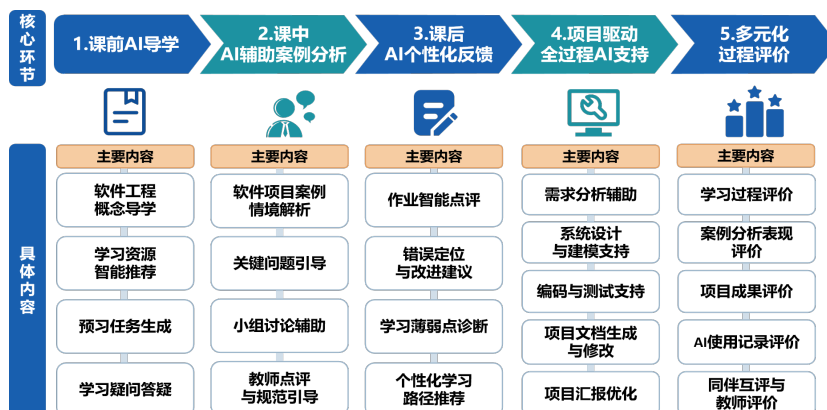 核心环节
1.课前AI导学
2.课中
AI辅助案例分析
3.课后
AI个性化反馈
4.项目驱动
全过程AI支持
5.多元化
过程评价
具体内容
主要内容
软件工程
概念导学
学习资源
智能推荐
预习任务生成
学习疑问答疑
主要内容
软件项目案例
情境解析
关键问题引导
小组讨论辅助
教师点评
与规范引导
主要内容
作业智能点评
错误定位
与改进建议
学习薄弱点诊断
个性化学习
路径推荐
主要内容
需求分析辅助
系统设计
与建模支持
编码与测试支持
项目文档生成
与修改
项目汇报优化
主要内容
学习过程评价
案例分析表现
评价
项目成果评价
AI使用记录评价
同伴互评与
教师评价